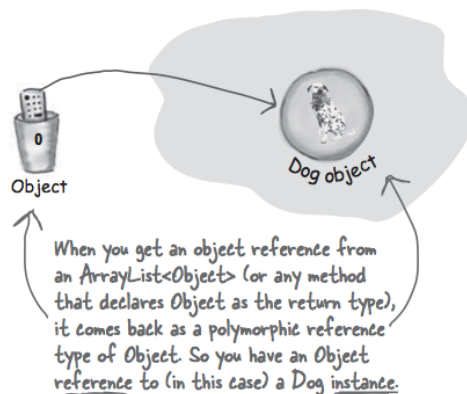 o
Object
Dog object
When you get an object reference from
an ArrayList<Object> (or any method
that declares Object as the return type),
it comes back as a polymorphic reference
type of Object. So you have an Object
reference to (in this case) a Dog instance.